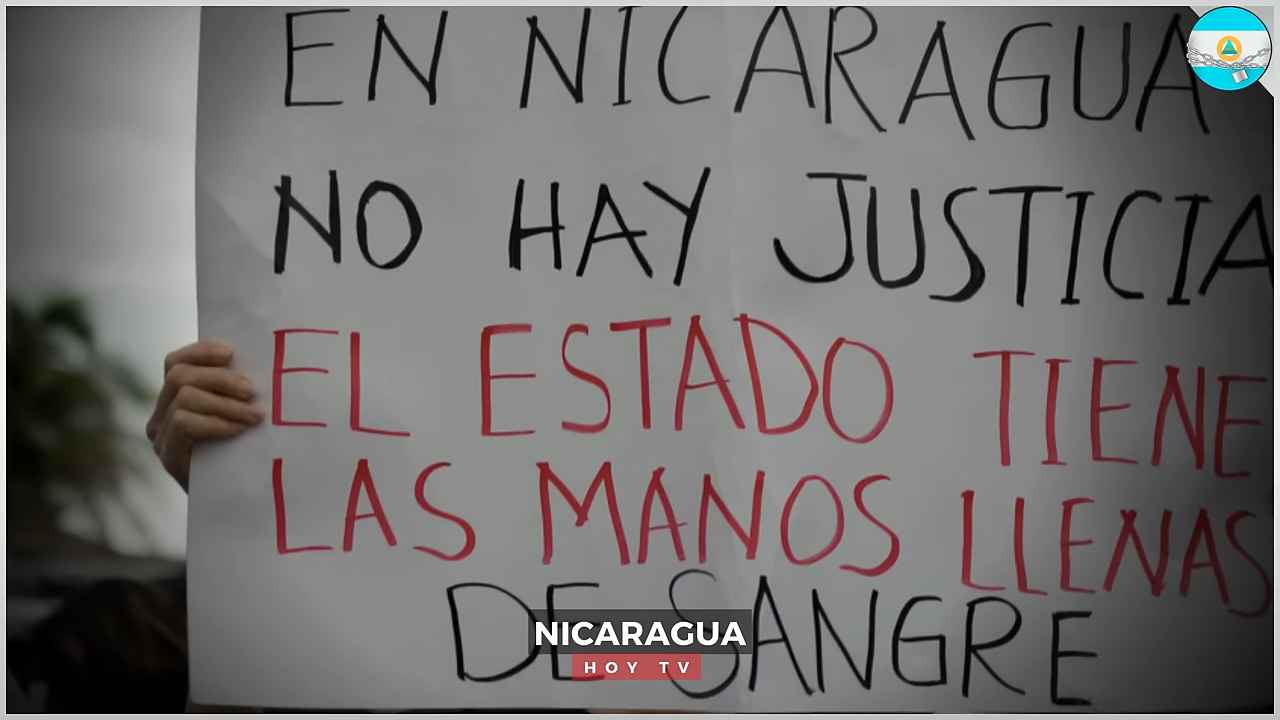 EN NICARAGUA
NO HAY JUSTICIA
EL ESTADO TIENE
LAS MANOS LLENAS
DE SANGRE
NICARAGUA
HOY TV